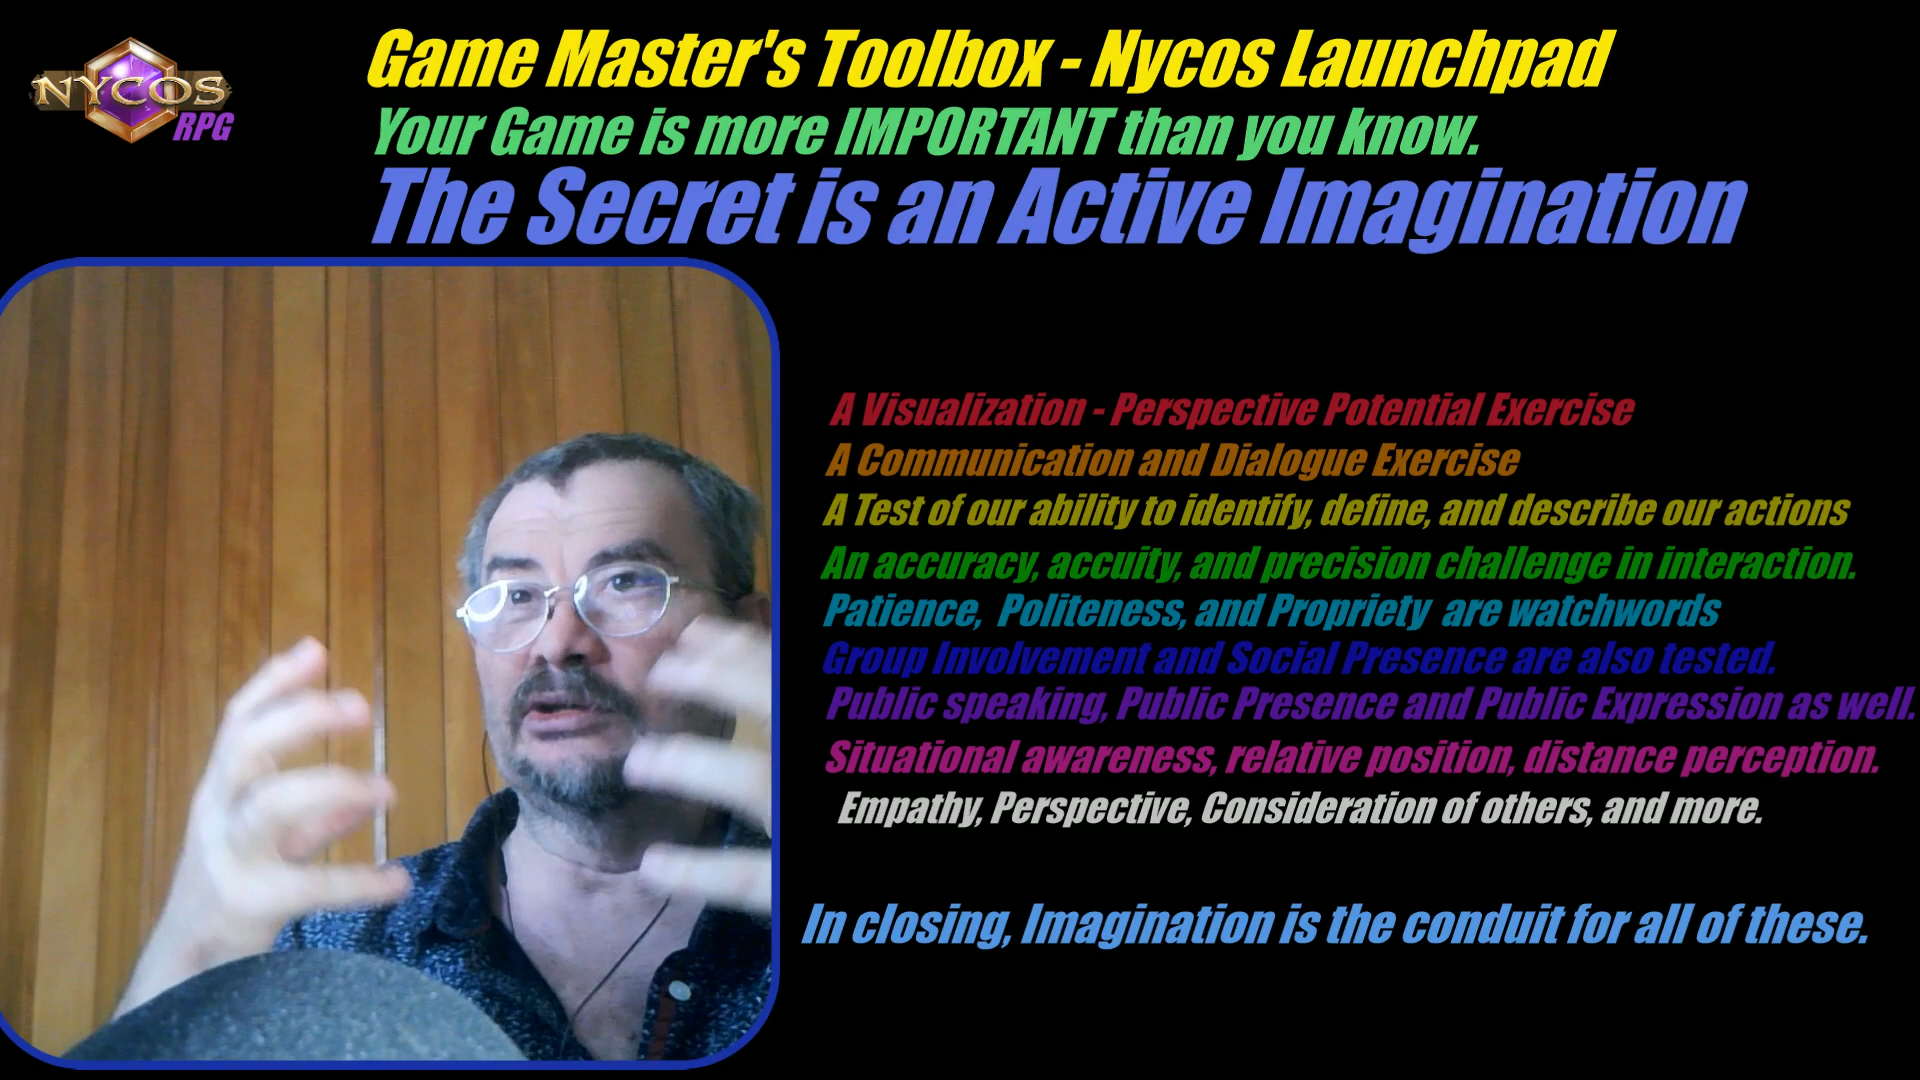 NYCOS
RPG
Game Master's Toolbox - Nycos Launchpad
Your Game is more IMPORTANT than you know.
The Secret is an Active Imagination
A Visualization - Perspective Potential Exercise
A Communication and Dialogue Exercise
A Test of our ability to identify, define, and describe our actions
An accuracy, accuity, and precision challenge in interaction.
Patience, Politeness, and Propriety are watchwords
Group Involvement and Social Presence are also tested.
Public speaking, Public Presence and Public Expression as well.
Situational awareness, relative position, distance perception.
Empathy, Perspective, Consideration of others, and more.
In closing, Imagination is the conduit for all of these.